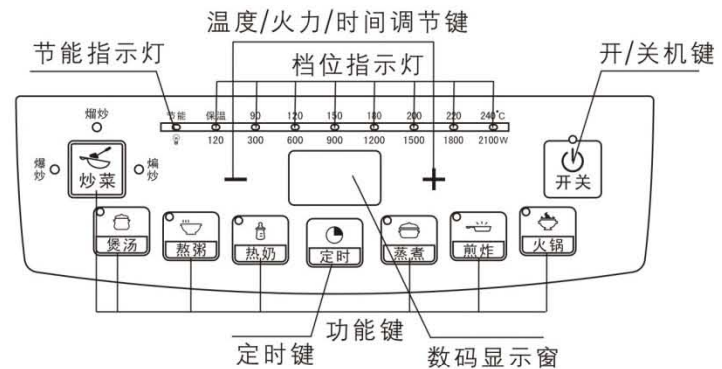 温度/火力/时间调节键
节能指示灯
档位指示灯
开/关机键
熘炒
节能 保温 90 120 150 180 200 220 240℃
120 300 600 900 1200 1500 1800 2100W
爆炒
炒菜
煸炒
开关
煲汤
熬粥
热奶
定时
蒸煮
煎炸
火锅
功能键
定时键
数码显示窗